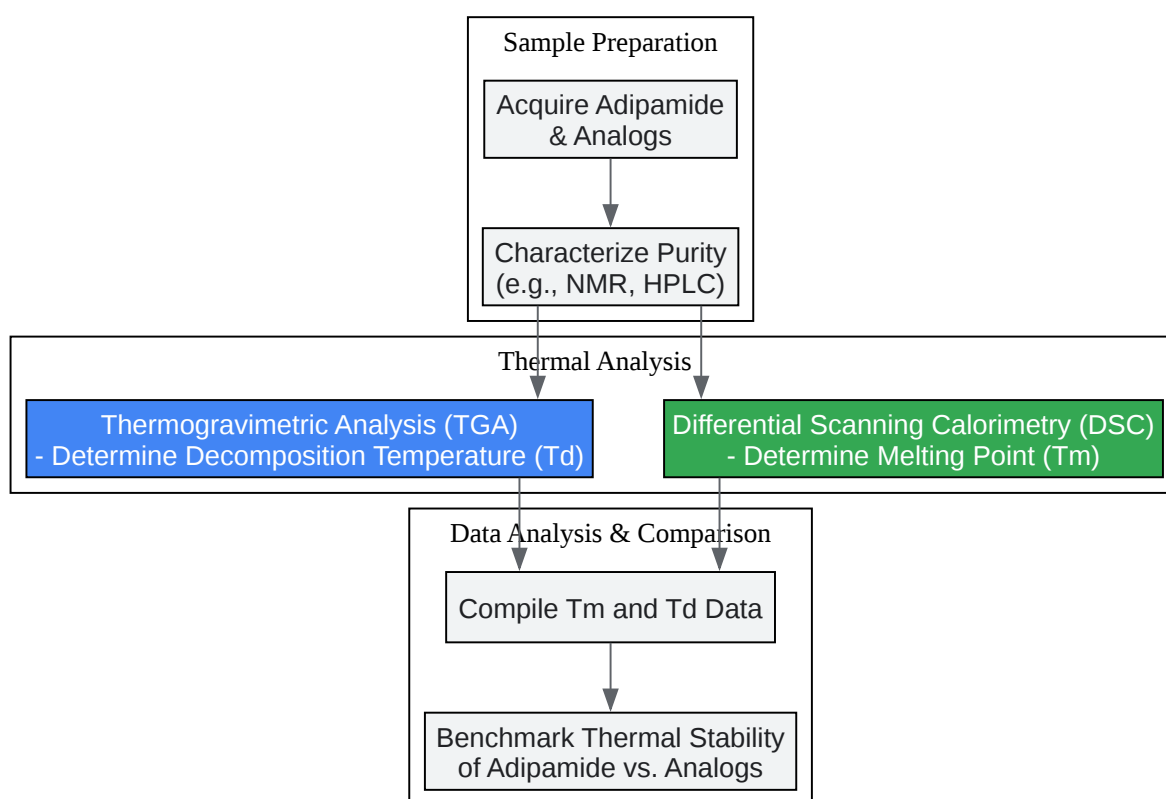 Sample Preparation
Acquire Adipamide
& Analogs
Characterize Purity
(e.g., NMR, HPLC)
Thermal Analysis
Thermogravimetric Analysis (TGA)
- Determine Decomposition Temperature (Td)
Differential Scanning Calorimetry (DSC)
- Determine Melting Point (Tm)
Data Analysis & Comparison
Compile Tm and Td Data
Benchmark Thermal Stability
of Adipamide vs. Analogs